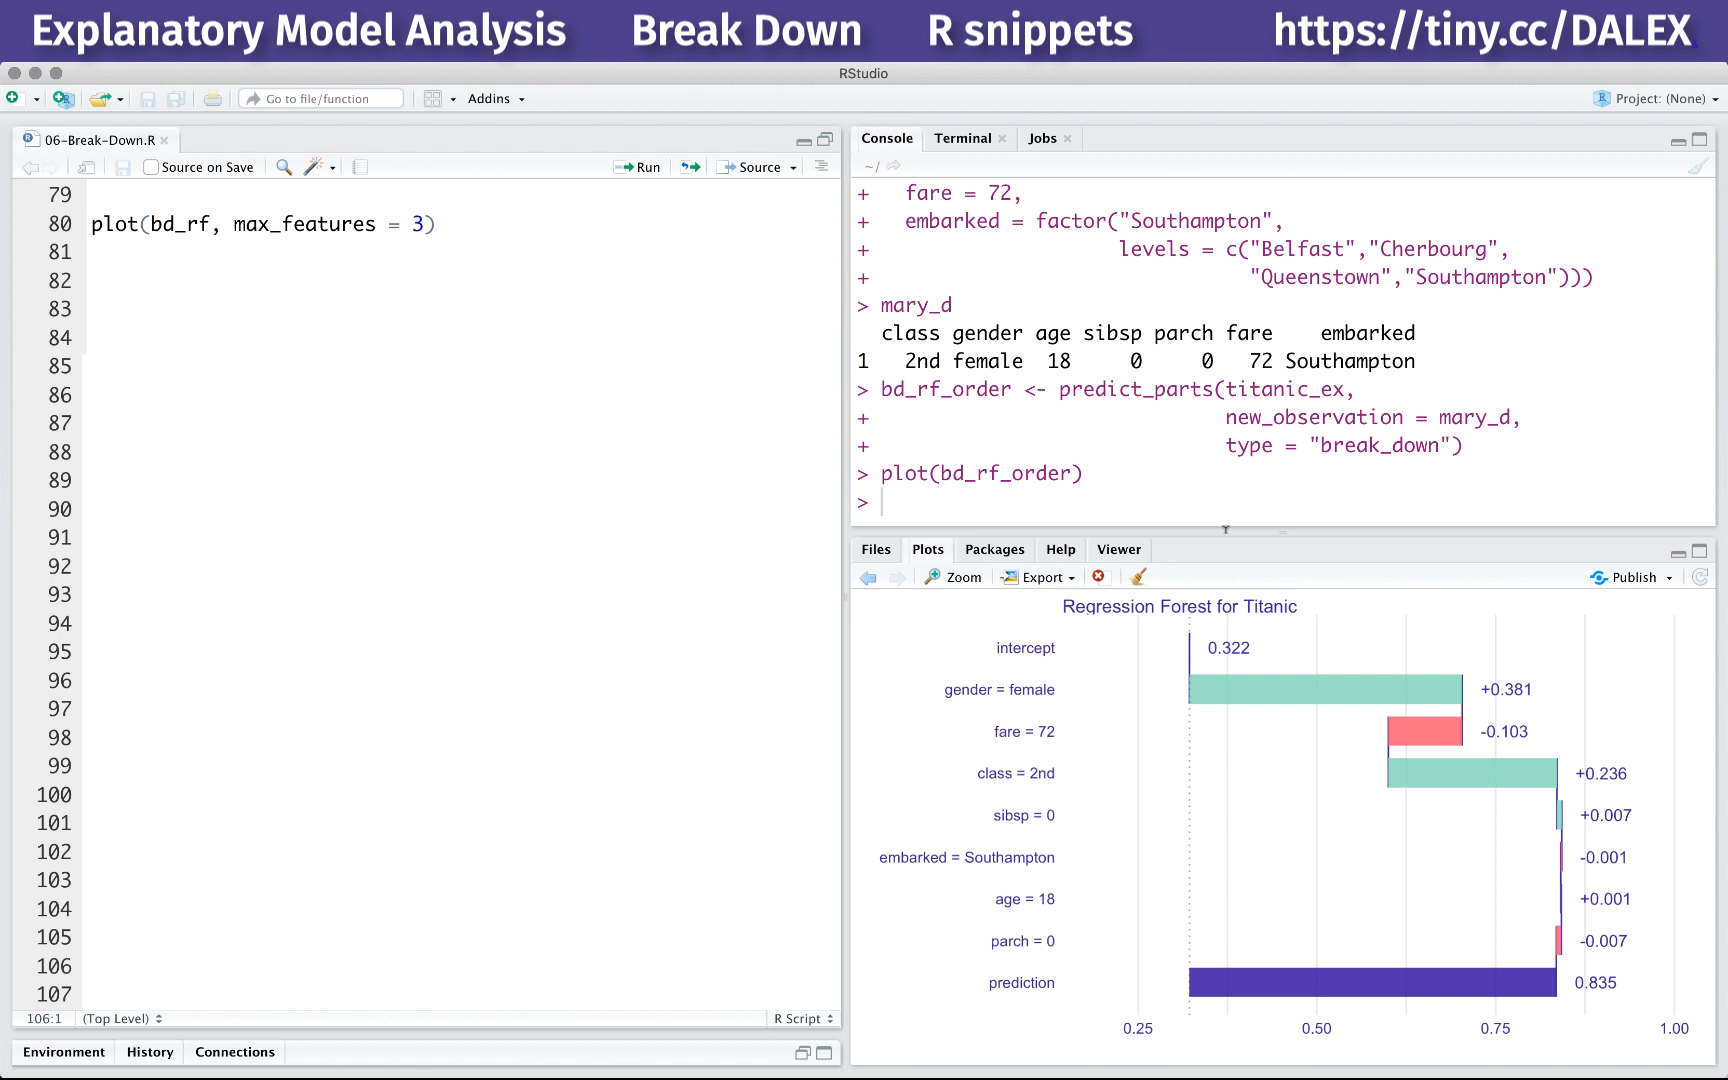 Explanatory Model Analysis Break Down R snippets https://tiny.cc/DALEX
RStudio
Go to file/function Addins Project: (None)
06-Break-Down.R
Source on Save Run Source
79
80 plot(bd_rf, max_features = 3)
81
82
83
84
85
86
87
88
89
90
91
92
93
94
95
96
97
98
99
100
101
102
103
104
105
106
107
106:1 (Top Level) R Script
Environment History Connections
Console Terminal Jobs
~/
+ fare = 72,
+ embarked = factor("Southampton",
+ levels = c("Belfast","Cherbourg",
+ "Queenstown","Southampton")))
> mary_d
class gender age sibsp parch fare embarked
1 2nd female 18 0 0 72 Southampton
> bd_rf_order <- predict_parts(titanic_ex,
+ new_observation = mary_d,
+ type = "break_down")
> plot(bd_rf_order)
>
Files Plots Packages Help Viewer
Zoom Export Publish
Regression Forest for Titanic
intercept 0.322
gender = female +0.381
fare = 72 -0.103
class = 2nd +0.236
sibsp = 0 +0.007
embarked = Southampton -0.001
age = 18 +0.001
parch = 0 -0.007
prediction 0.835
0.25 0.50 0.75 1.00